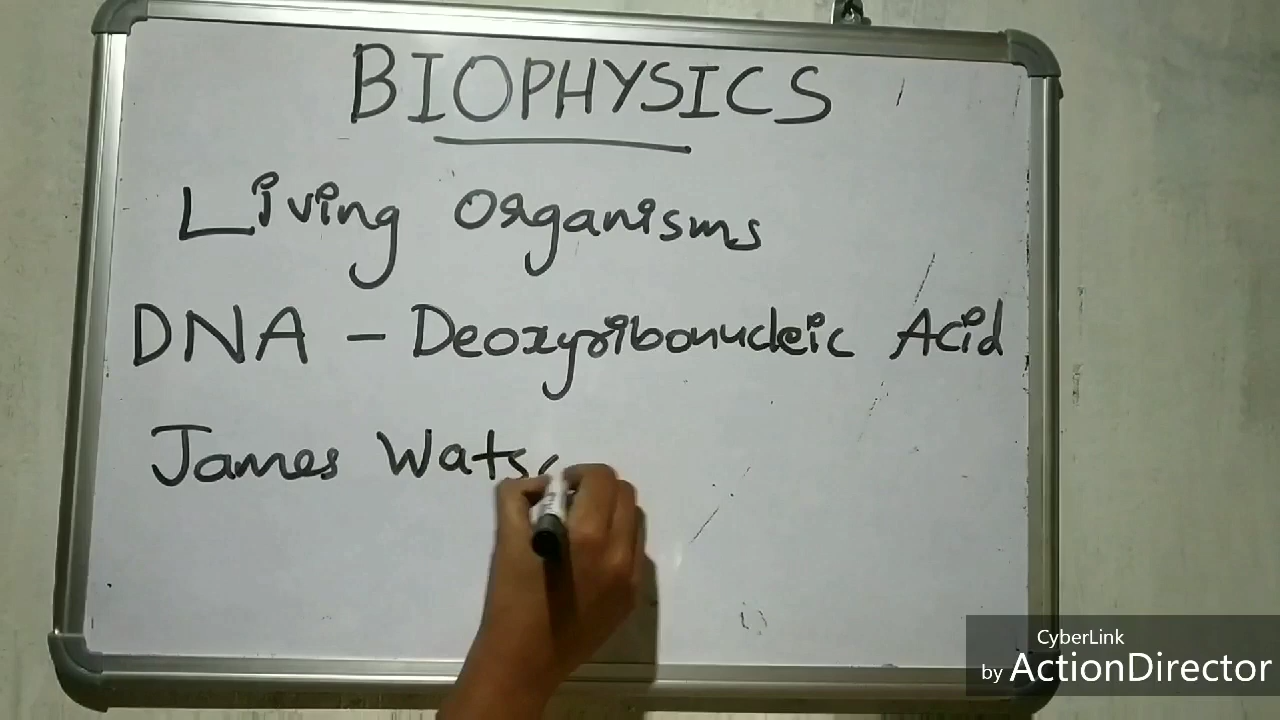 BIOPHYSICS
Living Organisms
DNA - Deoxyribonucleic Acid
James Wats
CyberLink
by ActionDirector